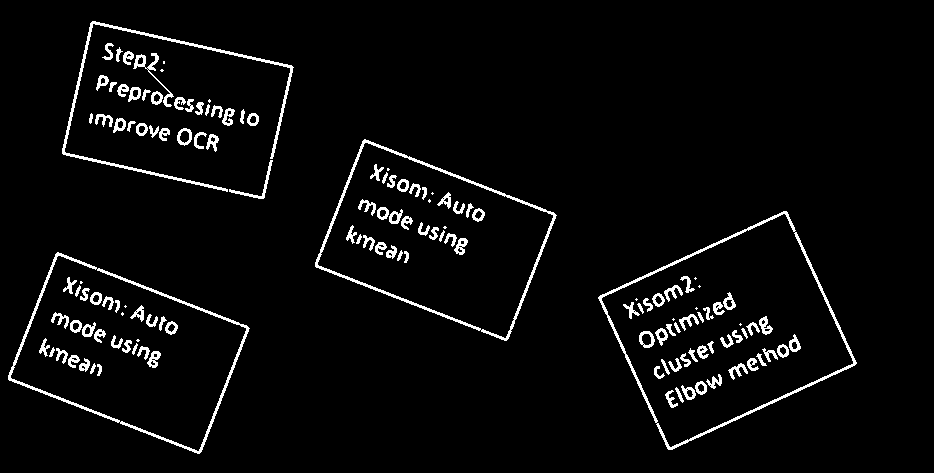 Step2:
Preprocessing to
improve OCR
Xisom: Auto
mode using
kmean
Xisom: Auto
mode using
kmean
Xisom2:
Optimized
cluster using
Elbow method